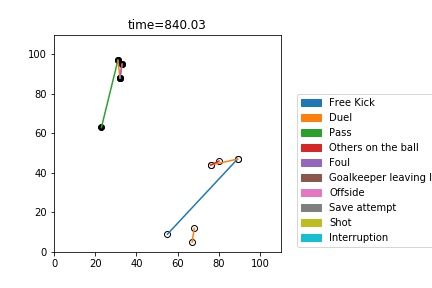 time=840.03
100
80
60
40
20
0
0 20 40 60 80 100
Free Kick
Duel
Pass
Others on the ball
Foul
Goalkeeper leaving l
Offside
Save attempt
Shot
Interruption